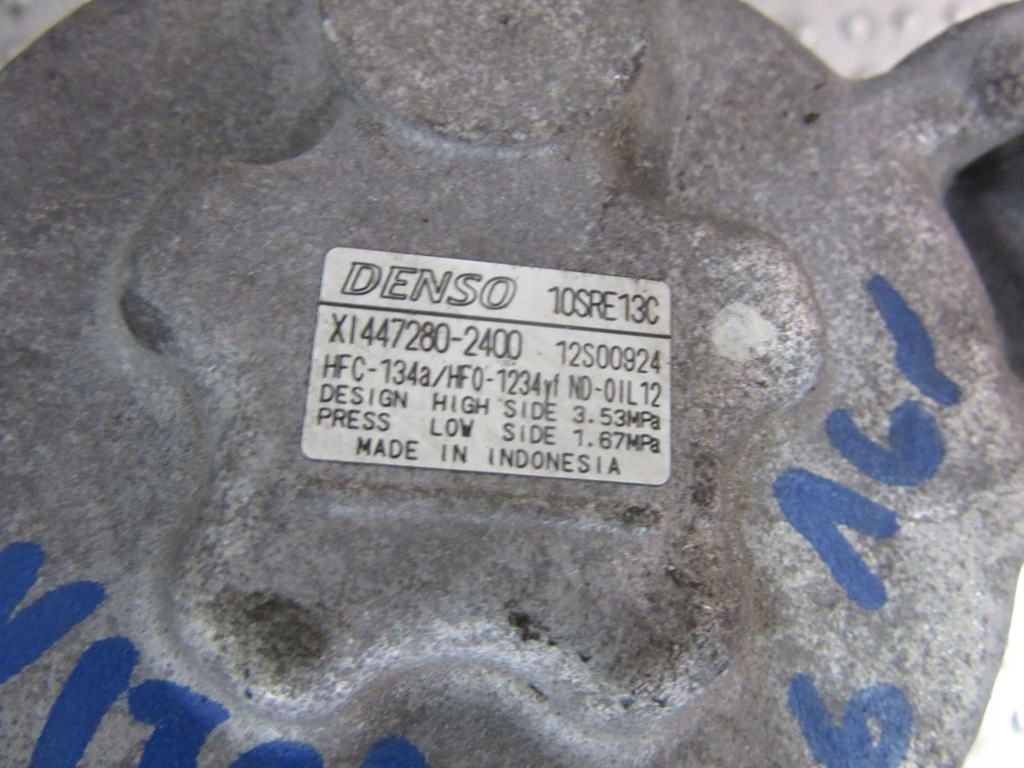 DENSO 10SRE13C
XI447280-2400 12S00924
HFC-134a/HFO-1234yf ND-OIL12
DESIGN HIGH SIDE 3.53MPa
PRESS LOW SIDE 1.67MPa
MADE IN INDONESIA